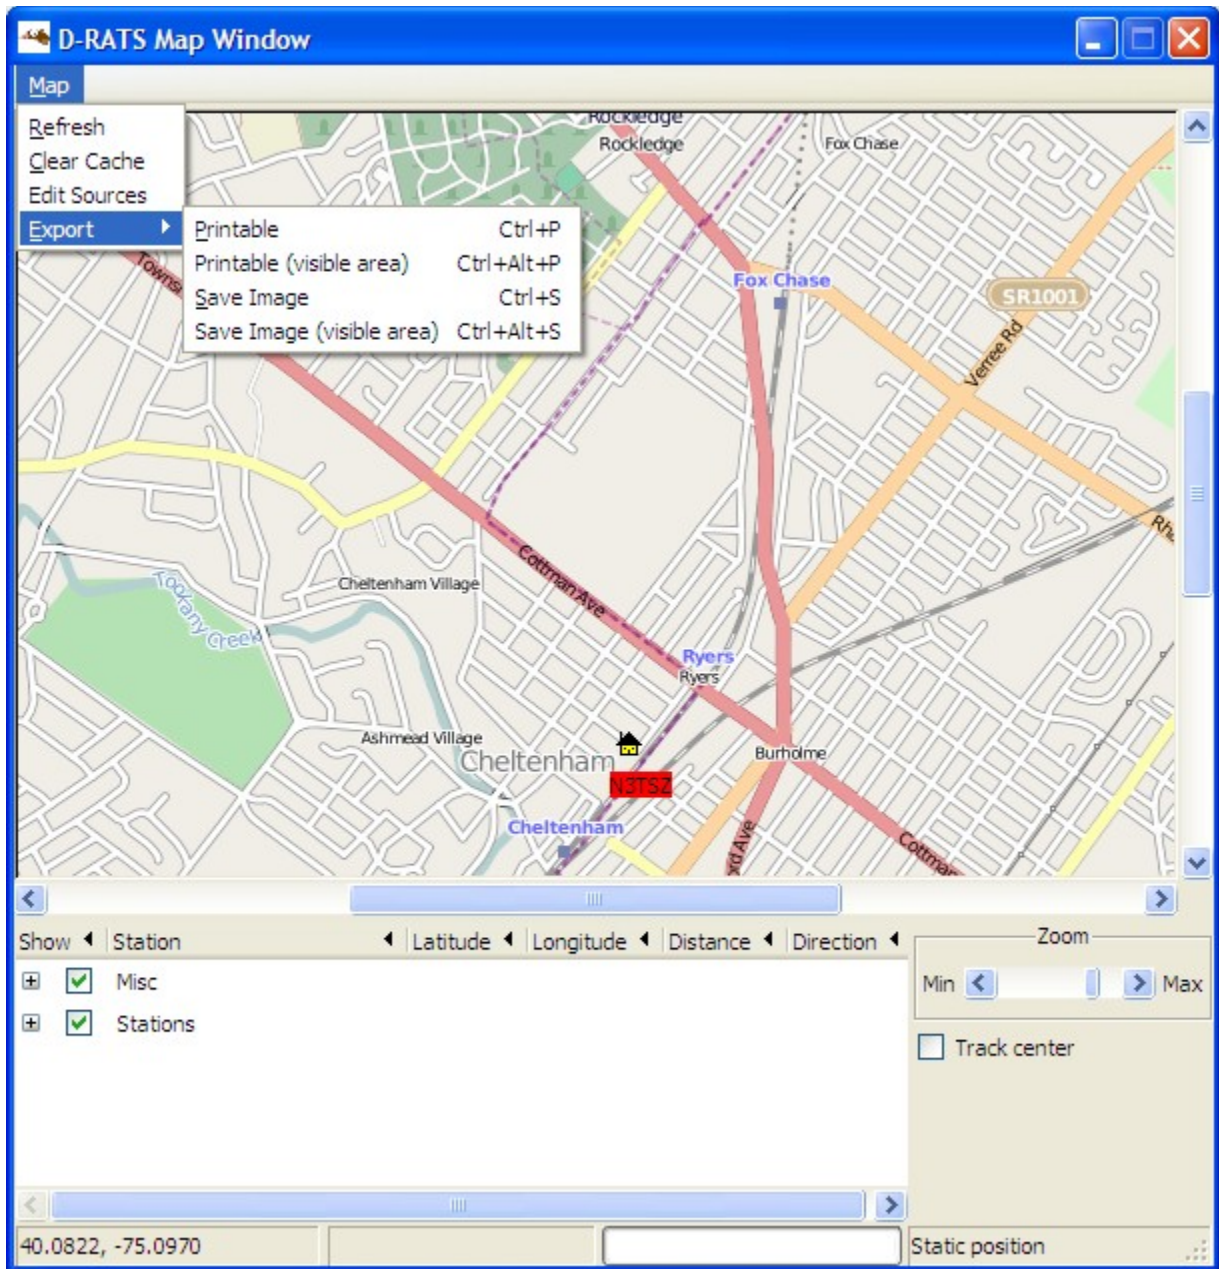 D-RATS Map Window
Map
Refresh
Clear Cache
Edit Sources
Export
Printable Ctrl+P
Printable (visible area) Ctrl+Alt+P
Save Image Ctrl+S
Save Image (visible area) Ctrl+Alt+S
Rockledge
Rockledge
Fox Chase
Fox Chase
SR1001
Verree Rd
Cottman Ave
Cheltenham Village
Tookany Creek
Ryers
Ryers
Ashmead Village
Cheltenham
Burholme
N3TSZ
Cheltenham
Show Station Latitude Longitude Distance Direction
Misc
Stations
Zoom
Min Max
Track center
40.0822, -75.0970
Static position